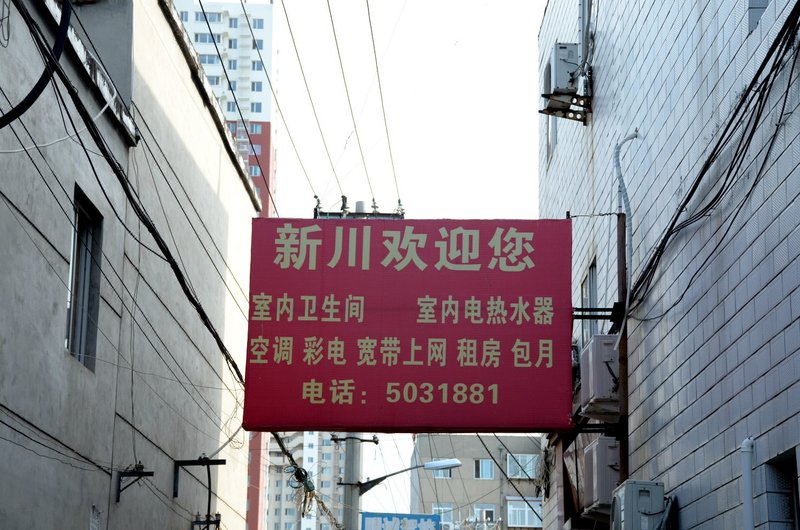 新川欢迎您
室内卫生间 室内电热水器
空调 彩电 宽带上网 租房 包月
电话：5031881